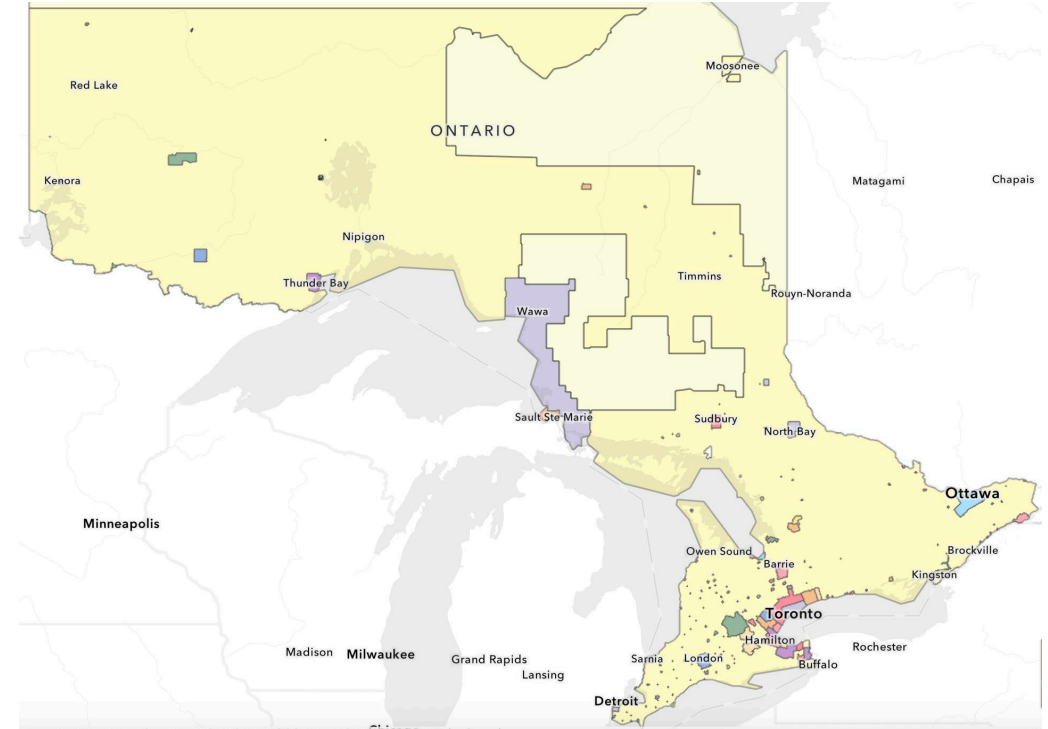 Moosonee
Red Lake
ONTARIO
Kenora
Matagami
Chapais
Nipigon
Thunder Bay
Timmins
Rouyn-Noranda
Wawa
Sault Ste Marie
Sudbury
North Bay
Ottawa
Minneapolis
Owen Sound
Barrie
Brockville
Kingston
Toronto
Hamilton
Madison
Milwaukee
Grand Rapids
Lansing
Sarnia
London
Rochester
Buffalo
Detroit